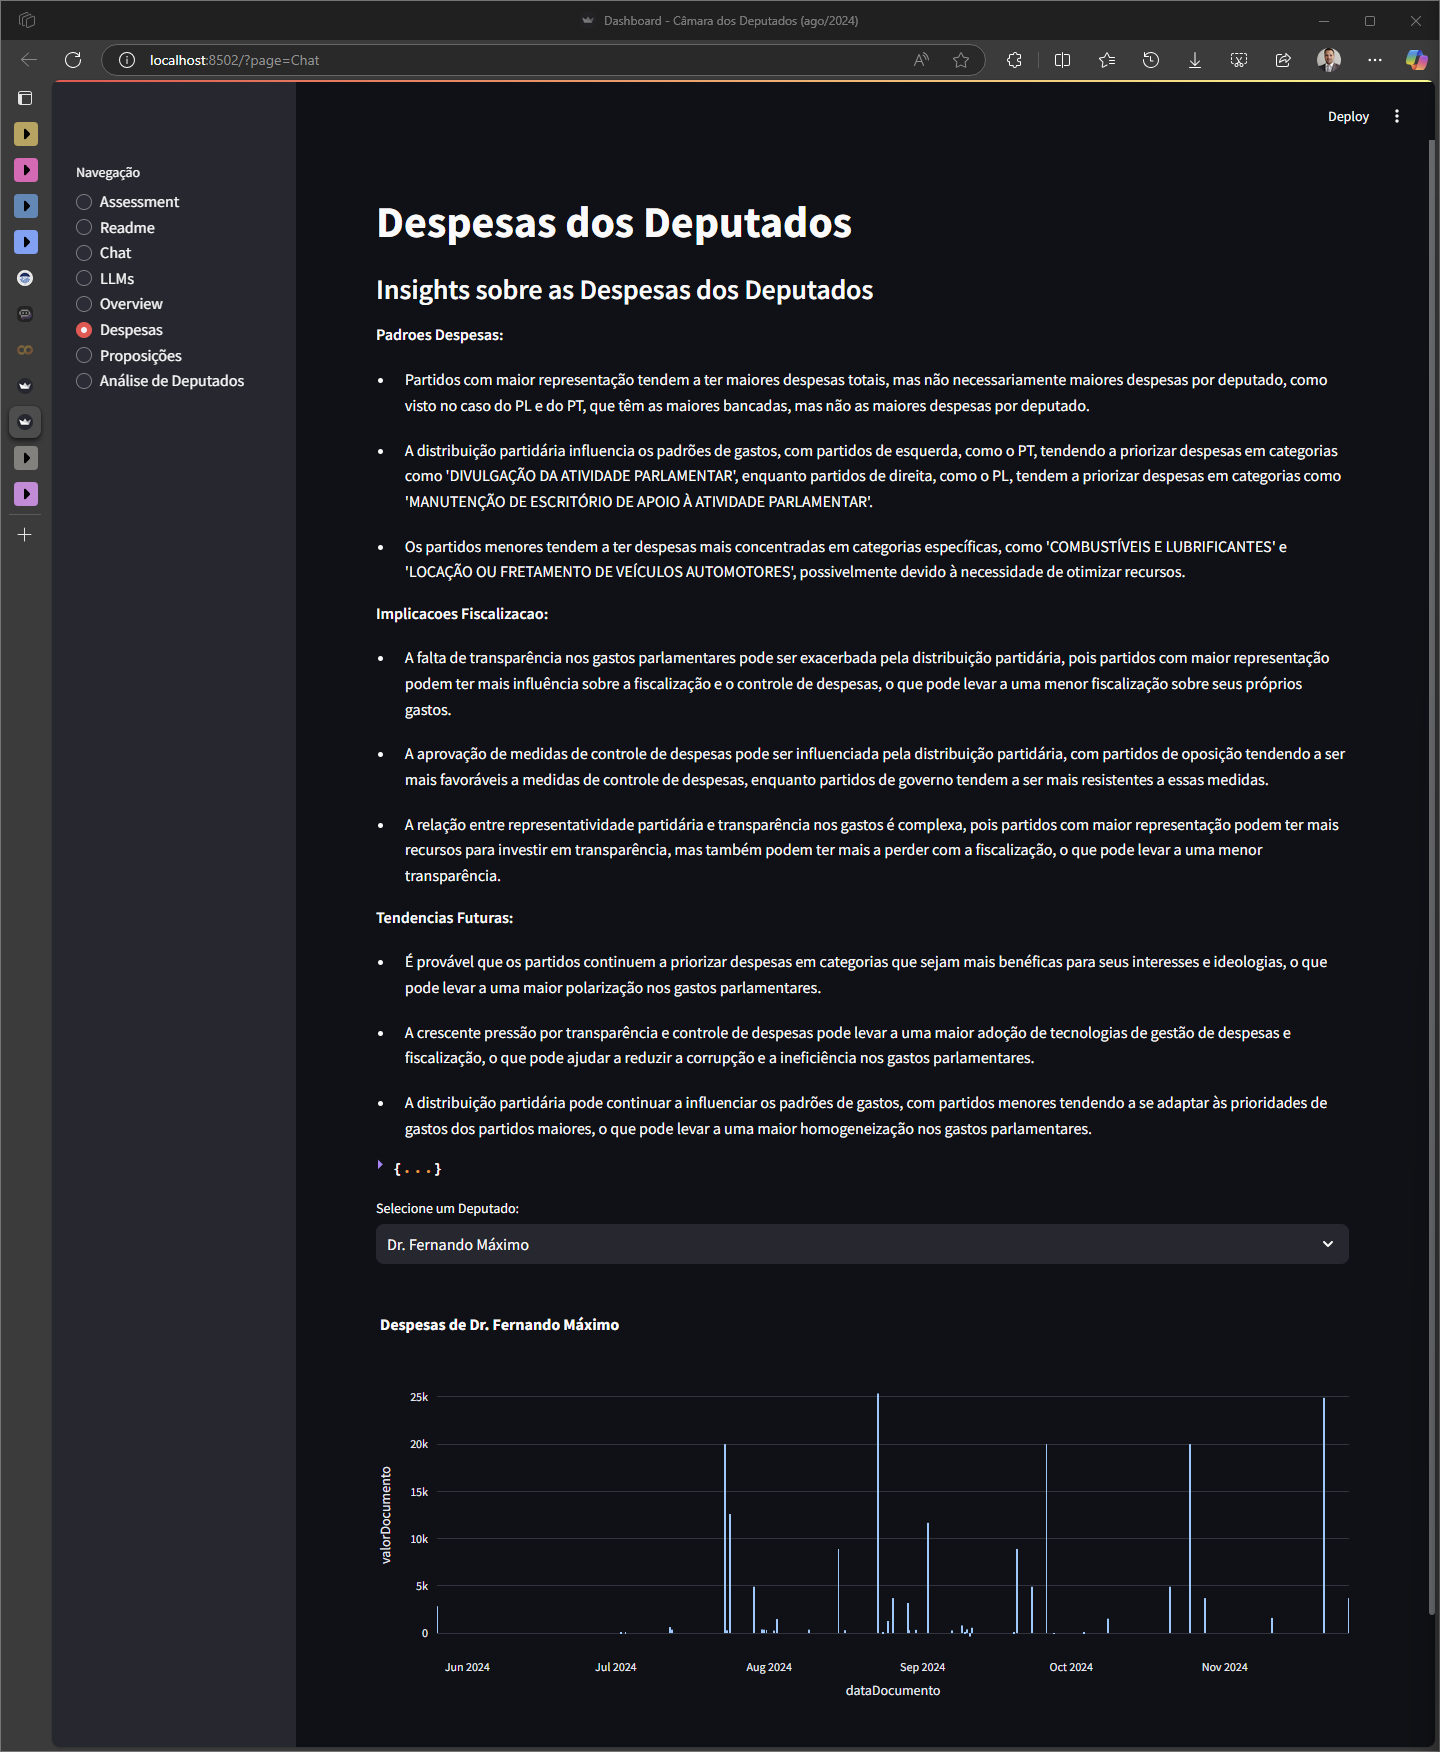 Dashboard - Câmara dos Deputados (ago/2024)
localhost:8502/?page=Chat
Deploy
Navegação
Assessment
Readme
Chat
LLMs
Overview
Despesas
Proposições
Análise de Deputados
Despesas dos Deputados
Insights sobre as Despesas dos Deputados
Padroes Despesas:
• Partidos com maior representação tendem a ter maiores despesas totais, mas não necessariamente maiores despesas por deputado, como
visto no caso do PL e do PT, que têm as maiores bancadas, mas não as maiores despesas por deputado.
• A distribuição partidária influencia os padrões de gastos, com partidos de esquerda, como o PT, tendendo a priorizar despesas em categorias
como 'DIVULGAÇÃO DA ATIVIDADE PARLAMENTAR', enquanto partidos de direita, como o PL, tendem a priorizar despesas em categorias como
'MANUTENÇÃO DE ESCRITÓRIO DE APOIO À ATIVIDADE PARLAMENTAR'.
• Os partidos menores tendem a ter despesas mais concentradas em categorias específicas, como 'COMBUSTÍVEIS E LUBRIFICANTES' e
'LOCAÇÃO OU FRETAMENTO DE VEÍCULOS AUTOMOTORES', possivelmente devido à necessidade de otimizar recursos.
Implicacoes Fiscalizacao:
• A falta de transparência nos gastos parlamentares pode ser exacerbada pela distribuição partidária, pois partidos com maior representação
podem ter mais influência sobre a fiscalização e o controle de despesas, o que pode levar a uma menor fiscalização sobre seus próprios
gastos.
• A aprovação de medidas de controle de despesas pode ser influenciada pela distribuição partidária, com partidos de oposição tendendo a ser
mais favoráveis a medidas de controle de despesas, enquanto partidos de governo tendem a ser mais resistentes a essas medidas.
• A relação entre representatividade partidária e transparência nos gastos é complexa, pois partidos com maior representação podem ter mais
recursos para investir em transparência, mas também podem ter mais a perder com a fiscalização, o que pode levar a uma menor
transparência.
Tendencias Futuras:
• É provável que os partidos continuem a priorizar despesas em categorias que sejam mais benéficas para seus interesses e ideologias, o que
pode levar a uma maior polarização nos gastos parlamentares.
• A crescente pressão por transparência e controle de despesas pode levar a uma maior adoção de tecnologias de gestão de despesas e
fiscalização, o que pode ajudar a reduzir a corrupção e a ineficiência nos gastos parlamentares.
• A distribuição partidária pode continuar a influenciar os padrões de gastos, com partidos menores tendendo a se adaptar às prioridades de
gastos dos partidos maiores, o que pode levar a uma maior homogeneização nos gastos parlamentares.
{...}
Selecione um Deputado:
Dr. Fernando Máximo
Despesas de Dr. Fernando Máximo
25k
20k
15k
10k
5k
0
valorDocumento
Jun 2024 Jul 2024 Aug 2024 Sep 2024 Oct 2024 Nov 2024
dataDocumento